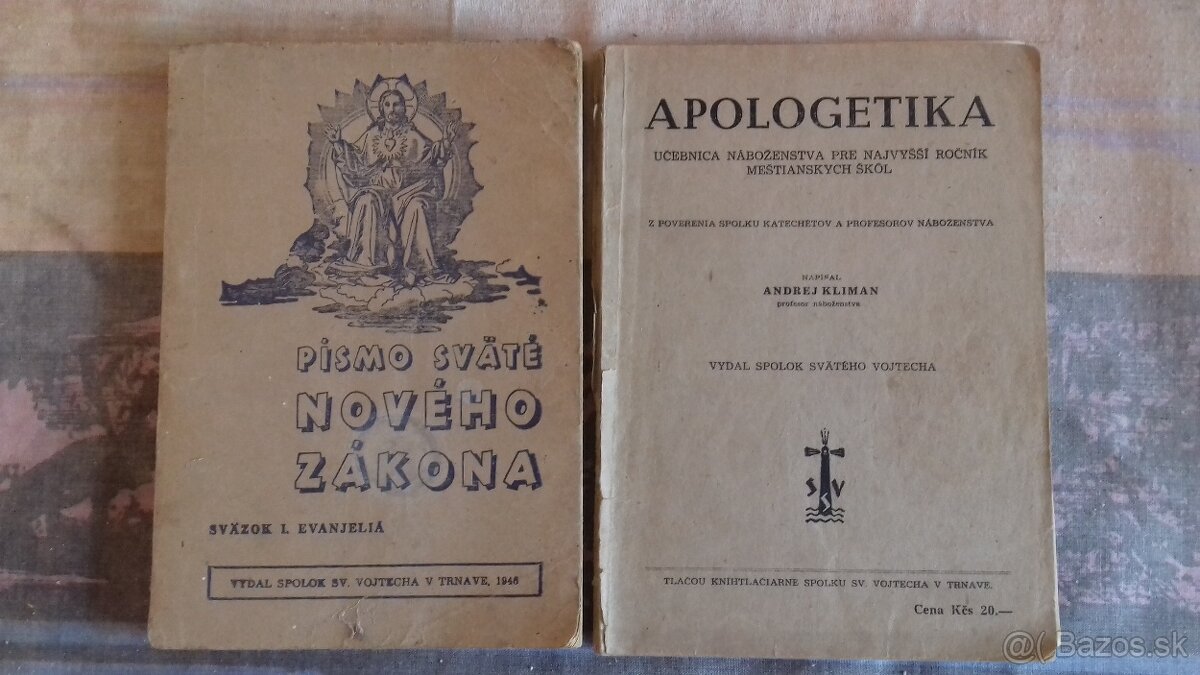 PÍSMO SVÄTÉ
NOVÉHO
ZÁKONA
SVÄZOK I. EVANJELIÁ
VYDAL SPOLOK SV. VOJTECHA V TRNAVE, 1946
APOLOGETIKA
UČEBNICA NÁBOŽENSTVA PRE NAJVYŠŠÍ ROČNÍK
MEŠTIANSKYCH ŠKÔL
Z POVERENIA SPOLKU KATECHÉTOV A PROFESOROV NÁBOŽENSTVA
NAPÍSAL
ANDREJ KLIMAN
profesor náboženstva
VYDAL SPOLOK SVÄTÉHO VOJTECHA
S S V
TLAČOU KNIHTLAČIARNE SPOLKU SV. VOJTECHA V TRNAVE.
Cena Kčs 20.—
Bazos.sk